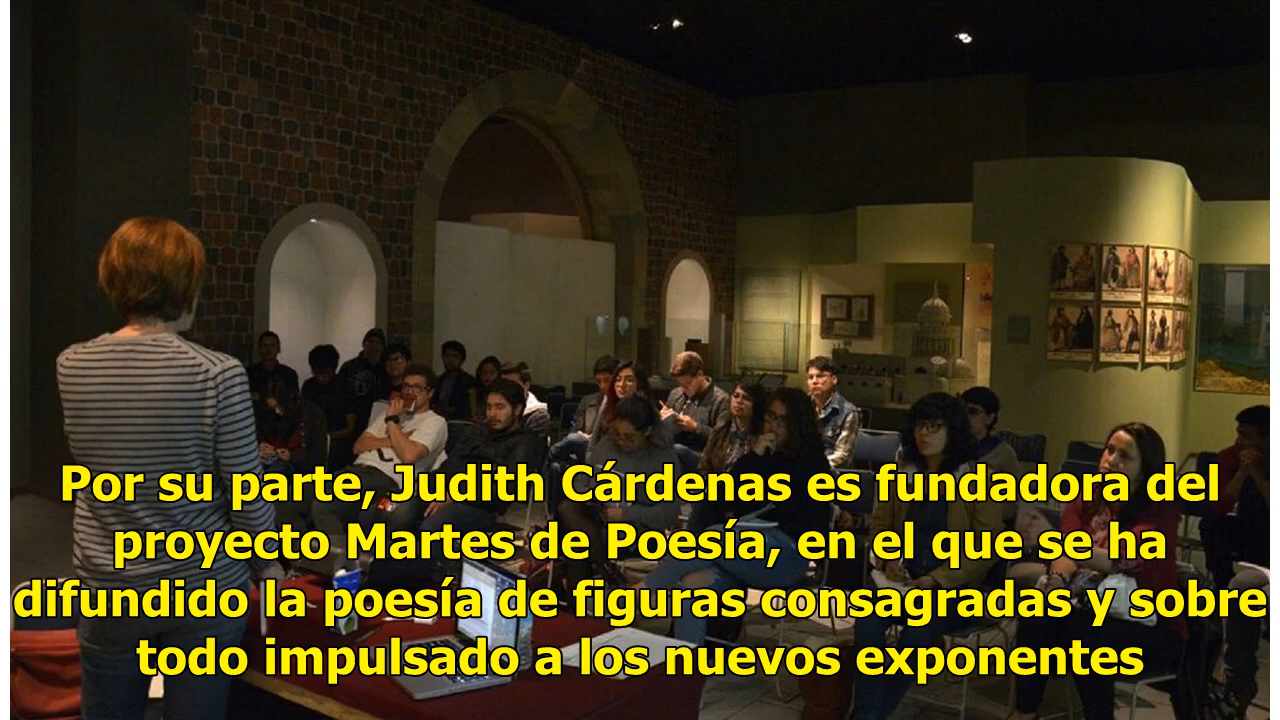 Por su parte, Judith Cárdenas es fundadora del
proyecto Martes de Poesía, en el que se ha
difundido la poesía de figuras consagradas y sobre
todo impulsado a los nuevos exponentes